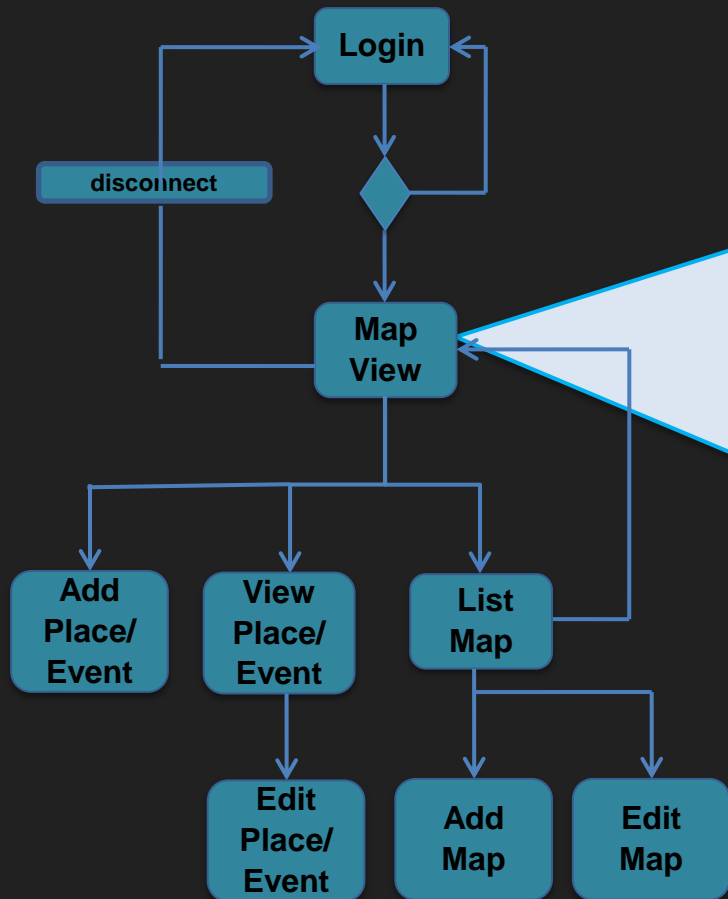 Login
disconnect
Map
View
Add
Place/
Event
View
Place/
Event
List
Map
Edit
Place/
Event
Add
Map
Edit
Map